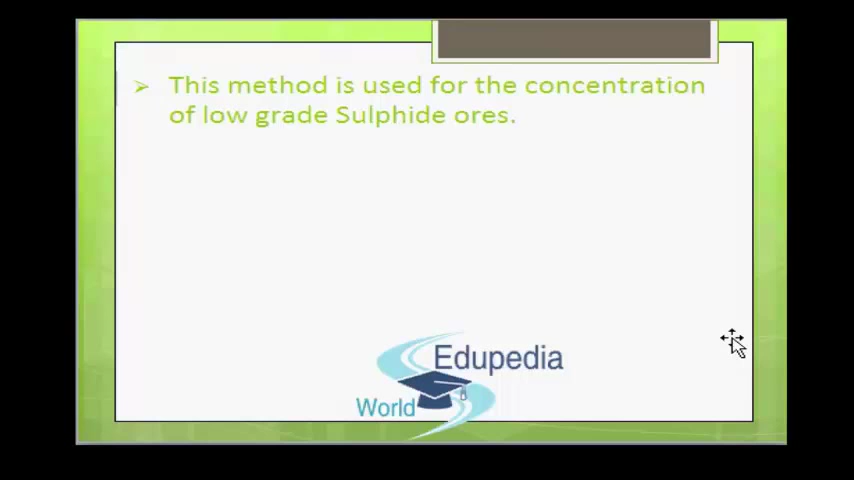 This method is used for the concentration
of low grade Sulphide ores.
Edupedia
World